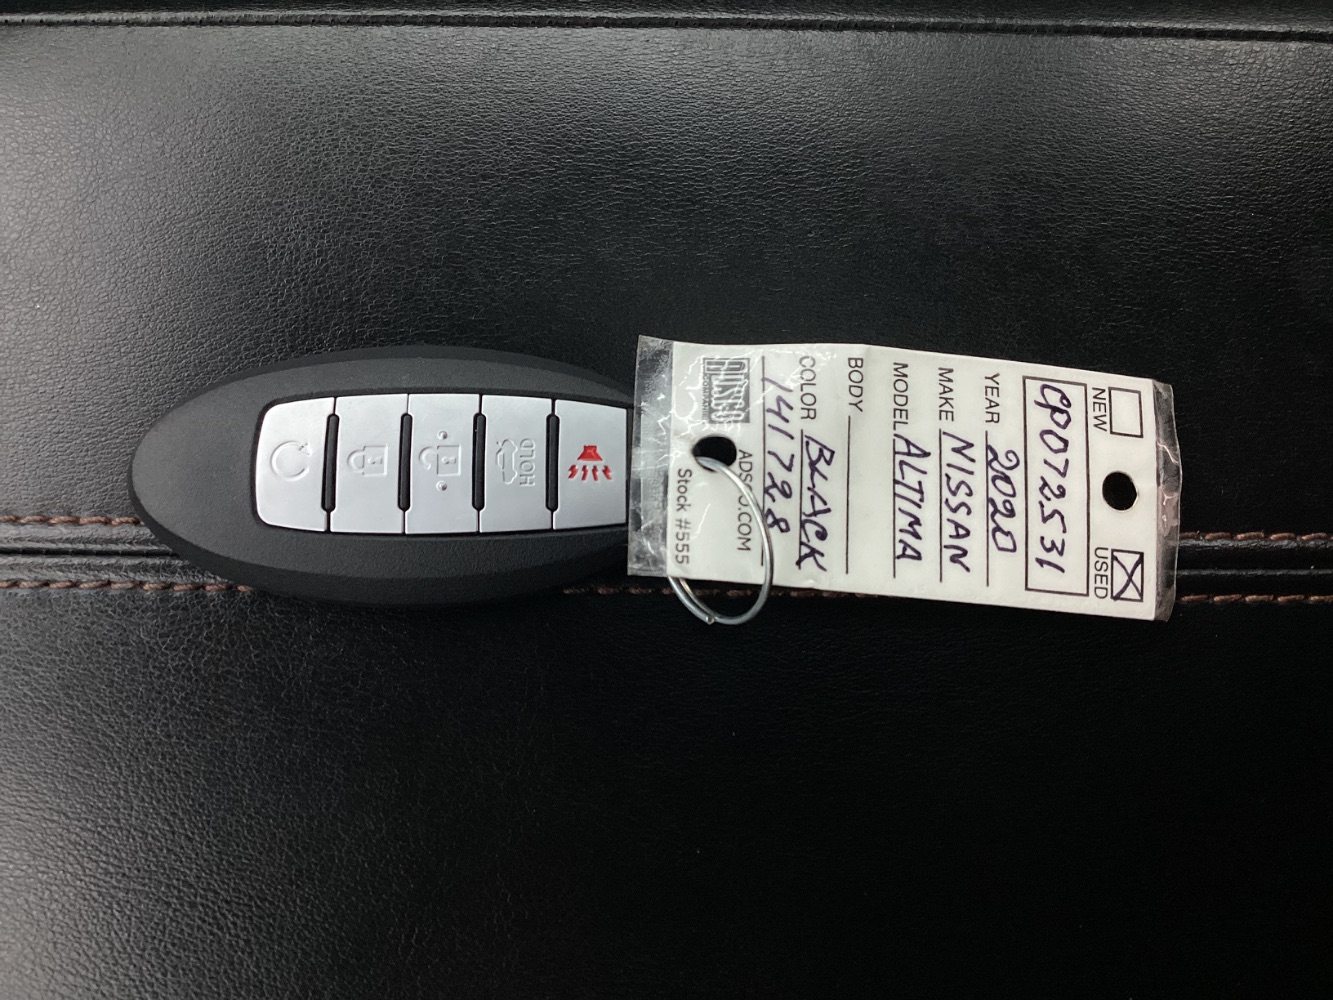 NEW USED
CP072531
YEAR 2020
MAKE NISSAN
MODEL ALTIMA
BODY
COLOR BLACK
141728
Stock #555
HOLD